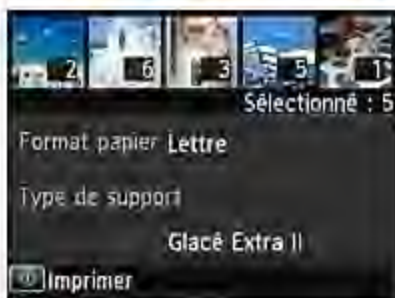 2 6 3 5 1
Sélectionné : 5
Format papier Lettre
Type de support
Glacé Extra II
Imprimer